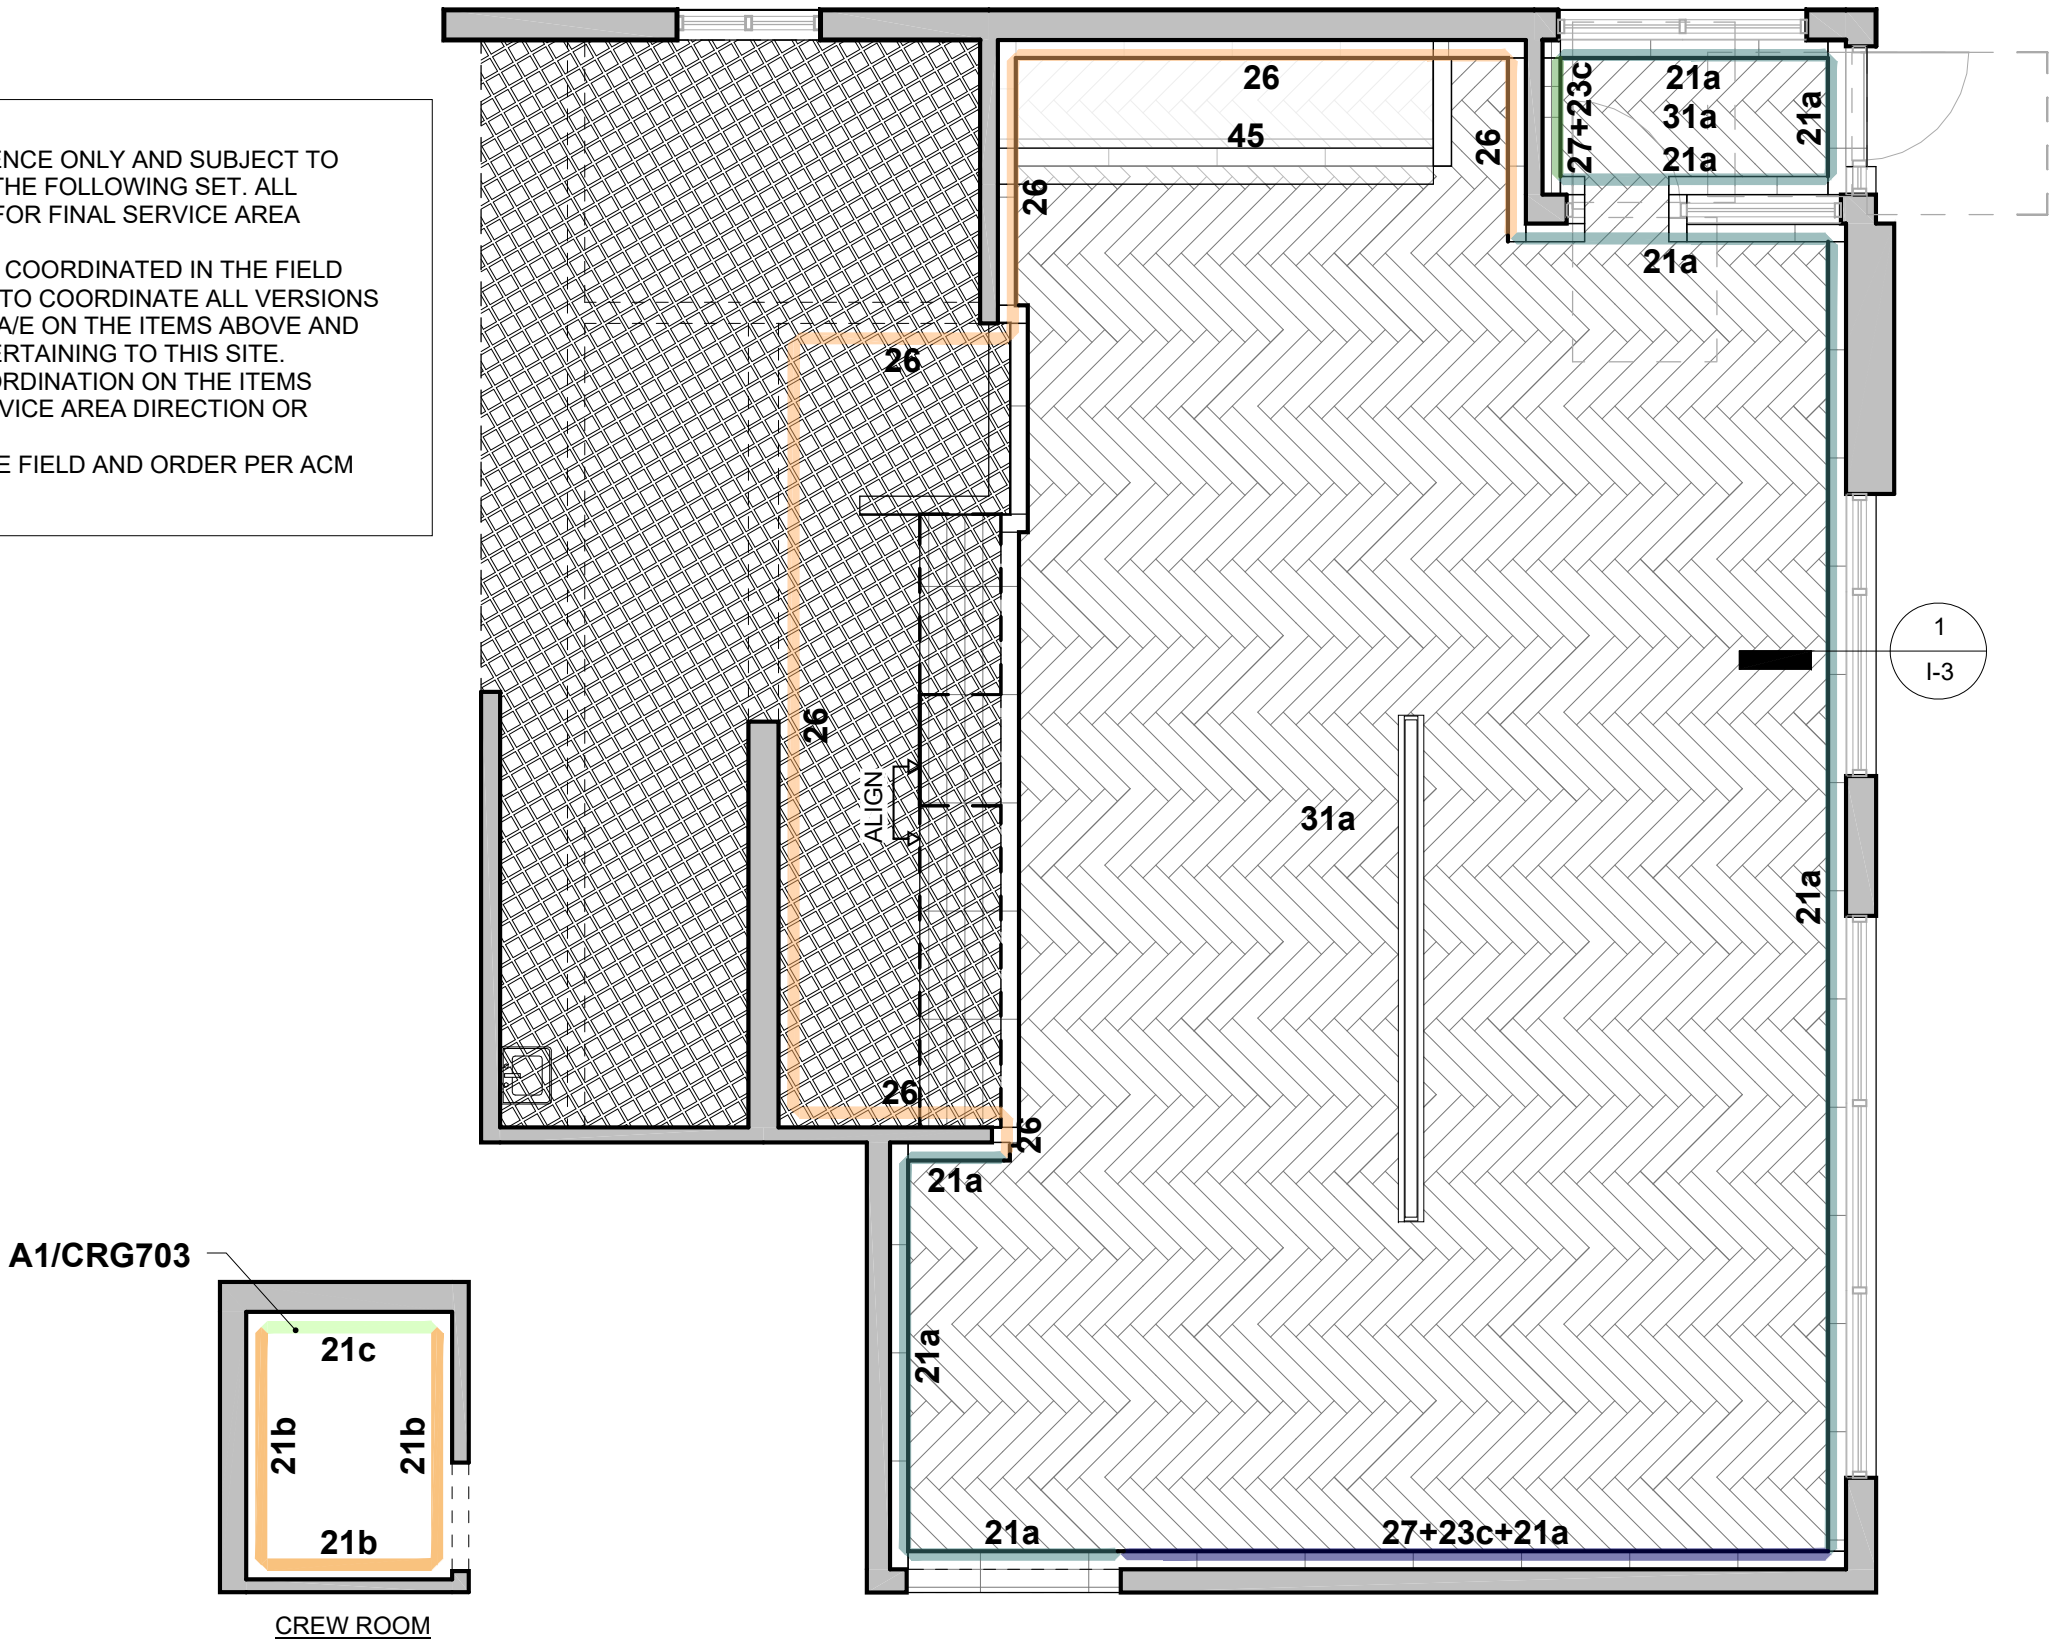 ENCE ONLY AND SUBJECT TO
THE FOLLOWING SET. ALL
FOR FINAL SERVICE AREA
COORDINATED IN THE FIELD
TO COORDINATE ALL VERSIONS
A/E ON THE ITEMS ABOVE AND
ERTAINING TO THIS SITE.
ORDINATION ON THE ITEMS
VICE AREA DIRECTION OR
E FIELD AND ORDER PER ACM
26
45
26
26
27+23c
21a
31a
21a
21a
21a
26
26
ALIGN
31a
1
I-3
21a
26
26
21a
21a
21a
27+23c+21a
A1/CRG703
21c
21b
21b
21b
CREW ROOM